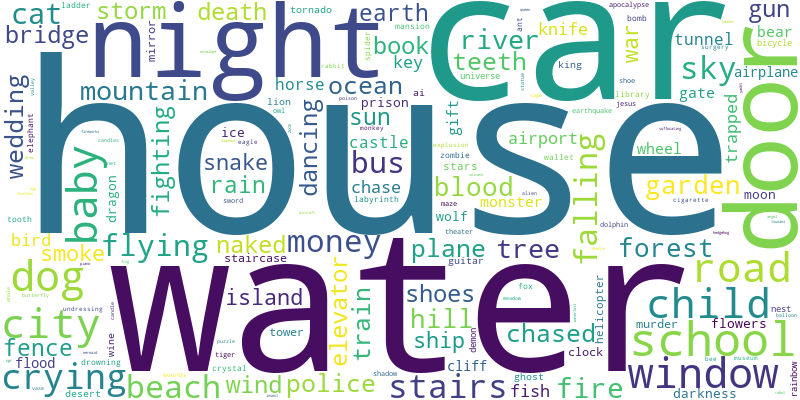 ladder
cat
storm
death
tornado
earth
apocalypse
mansion
gun
bridge
night
car
mirror
book
river
knife
bomb
ant
king
war
tunnel
bear
bicycle
spider
key
teeth
universe
sky
airplane
mountain
horse
ocean
shoe
gate
rabbit
wedding
elephant
house
lion
owl
prison
ai
gift
library
jesus
door
trapped
poison
sun
monkey
castle
airport
earthquake
explosion
wheel
suffocating
ice
eagle
snake
dancing
bus
zombie
stars
wallet
baby
fighting
rain
chase
blood
falling
garden
moon
dragon
sword
labyrinth
maze
monster
cigarette
tooth
wolf
alien
theater
dolphin
hedgehog
bird
flying
naked
money
plane
tree
forest
smoke
staircase
guitar
dog
water
elevator
train
shoes
fox
helicopter
road
island
child
nest
balloon
butterfly
undressing
candle
city
tower
hill
chased
murder
flowers
fence
wine
puzzle
ship
demon
clock
school
flood
drowning
tiger
crystal
cliff
bee
museum
crying
shadow
ghost
window
rainbow
desert
beach
wind
police
stairs
fish
fire
darkness